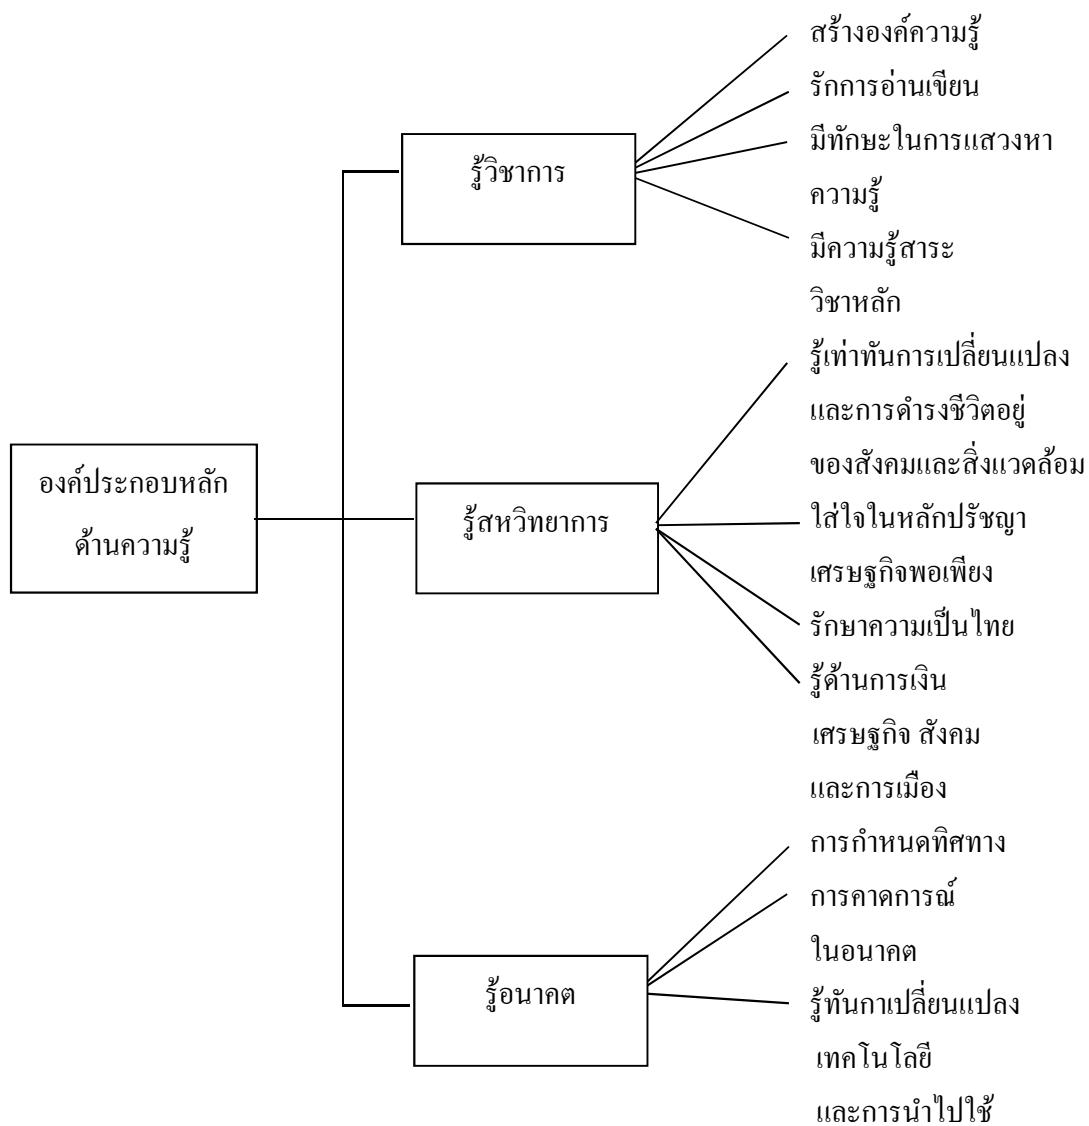 องค์ประกอบหลัก
ด้านความรู้
รู้วิชาการ
สร้างองค์ความรู้
รักการอ่านเขียน
มีทักษะในการแสวงหา
ความรู้
มีความรู้สาระ
วิชาหลัก
รู้สหวิทยาการ
รู้เท่าทันการเปลี่ยนแปลง
และการดำรงชีวิตอยู่
ของสังคมและสิ่งแวดล้อม
ใส่ใจในหลักปรัชญา
เศรษฐกิจพอเพียง
รักษาความเป็นไทย
รู้ด้านการเงิน
เศรษฐกิจ สังคม
และการเมือง
รู้อนาคต
การกำหนดทิศทาง
การคาดการณ์
ในอนาคต
รู้ทันกาเปลี่ยนแปลง
เทคโนโลยี
และการนำไปใช้